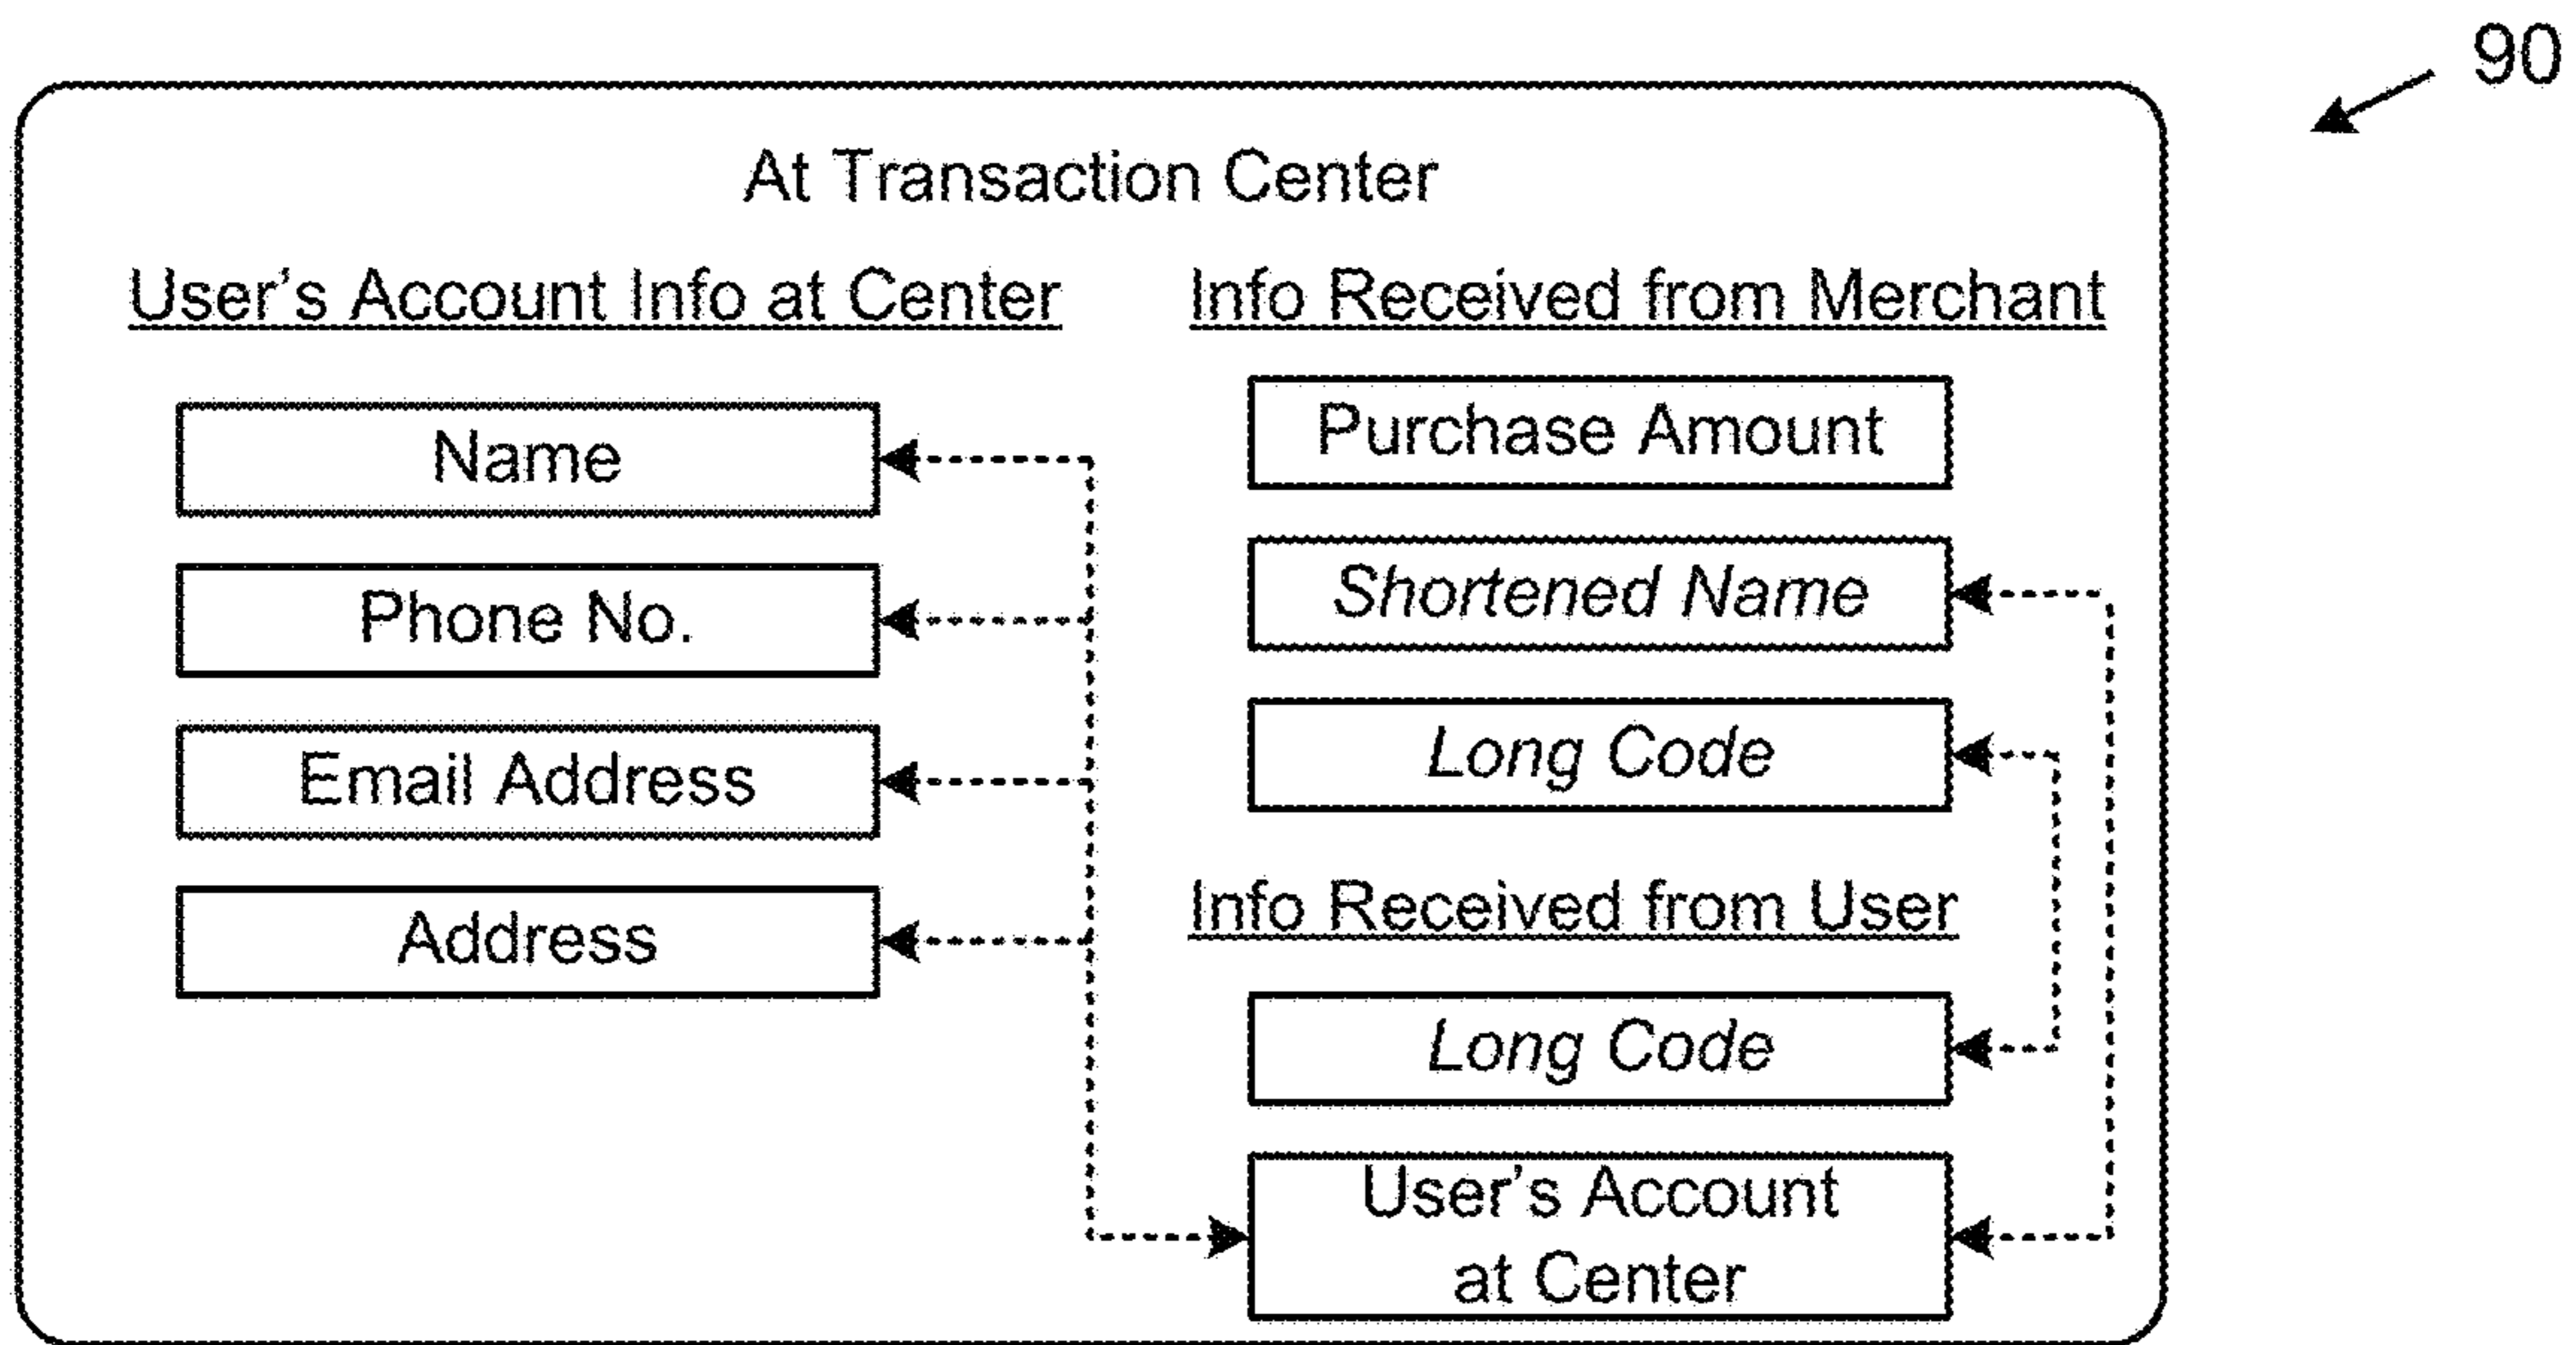 90
At Transaction Center
User's Account Info at Center
Name
Phone No.
Email Address
Address
Info Received from Merchant
Purchase Amount
Shortened Name
Long Code
Info Received from User
Long Code
User's Account
at Center